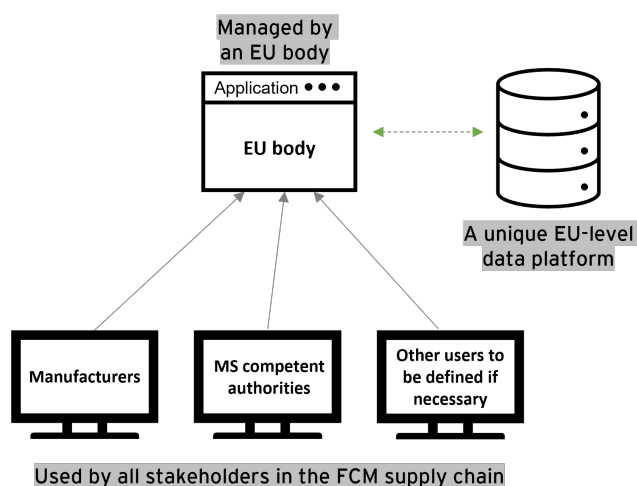 Managed by
an EU body
Application
EU body
A unique EU-level
data platform
Manufacturers
MS competent
authorities
Other users to
be defined if
necessary
Used by all stakeholders in the FCM supply chain